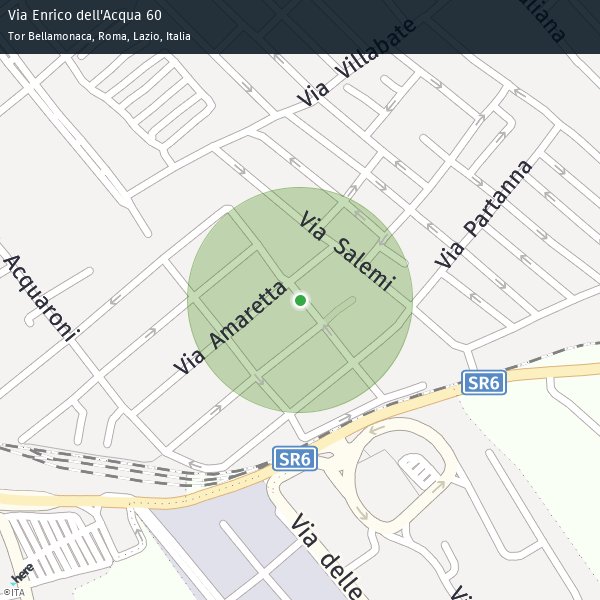 Via Enrico dell'Acqua 60
Tor Bellamonaca, Roma, Lazio, Italia
Via Villabate
Via Partanna
Via Salemi
Acquaroni
Via Amaretta
SR6
SR6
Via delle
here
©ITA